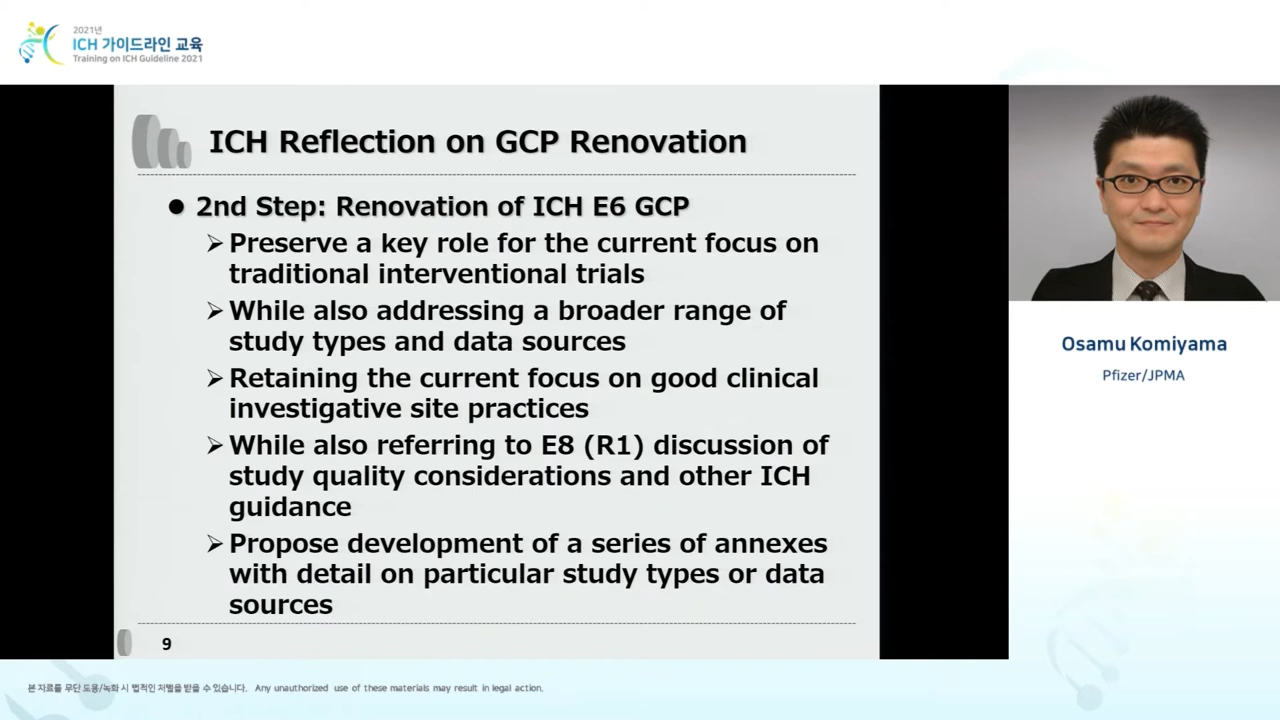 2021년
ICH 가이드라인 교육
Training on ICH Guideline 2021
ICH Reflection on GCP Renovation
● 2nd Step: Renovation of ICH E6 GCP
➢ Preserve a key role for the current focus on
traditional interventional trials
➢ While also addressing a broader range of
study types and data sources
➢ Retaining the current focus on good clinical
investigative site practices
➢ While also referring to E8 (R1) discussion of
study quality considerations and other ICH
guidance
➢ Propose development of a series of annexes
with detail on particular study types or data
sources
9
Osamu Komiyama
Pfizer/JPMA
본 자료를 무단 도용/녹화 시 법적인 처벌을 받을 수 있습니다. Any unauthorized use of these materials may result in legal action.